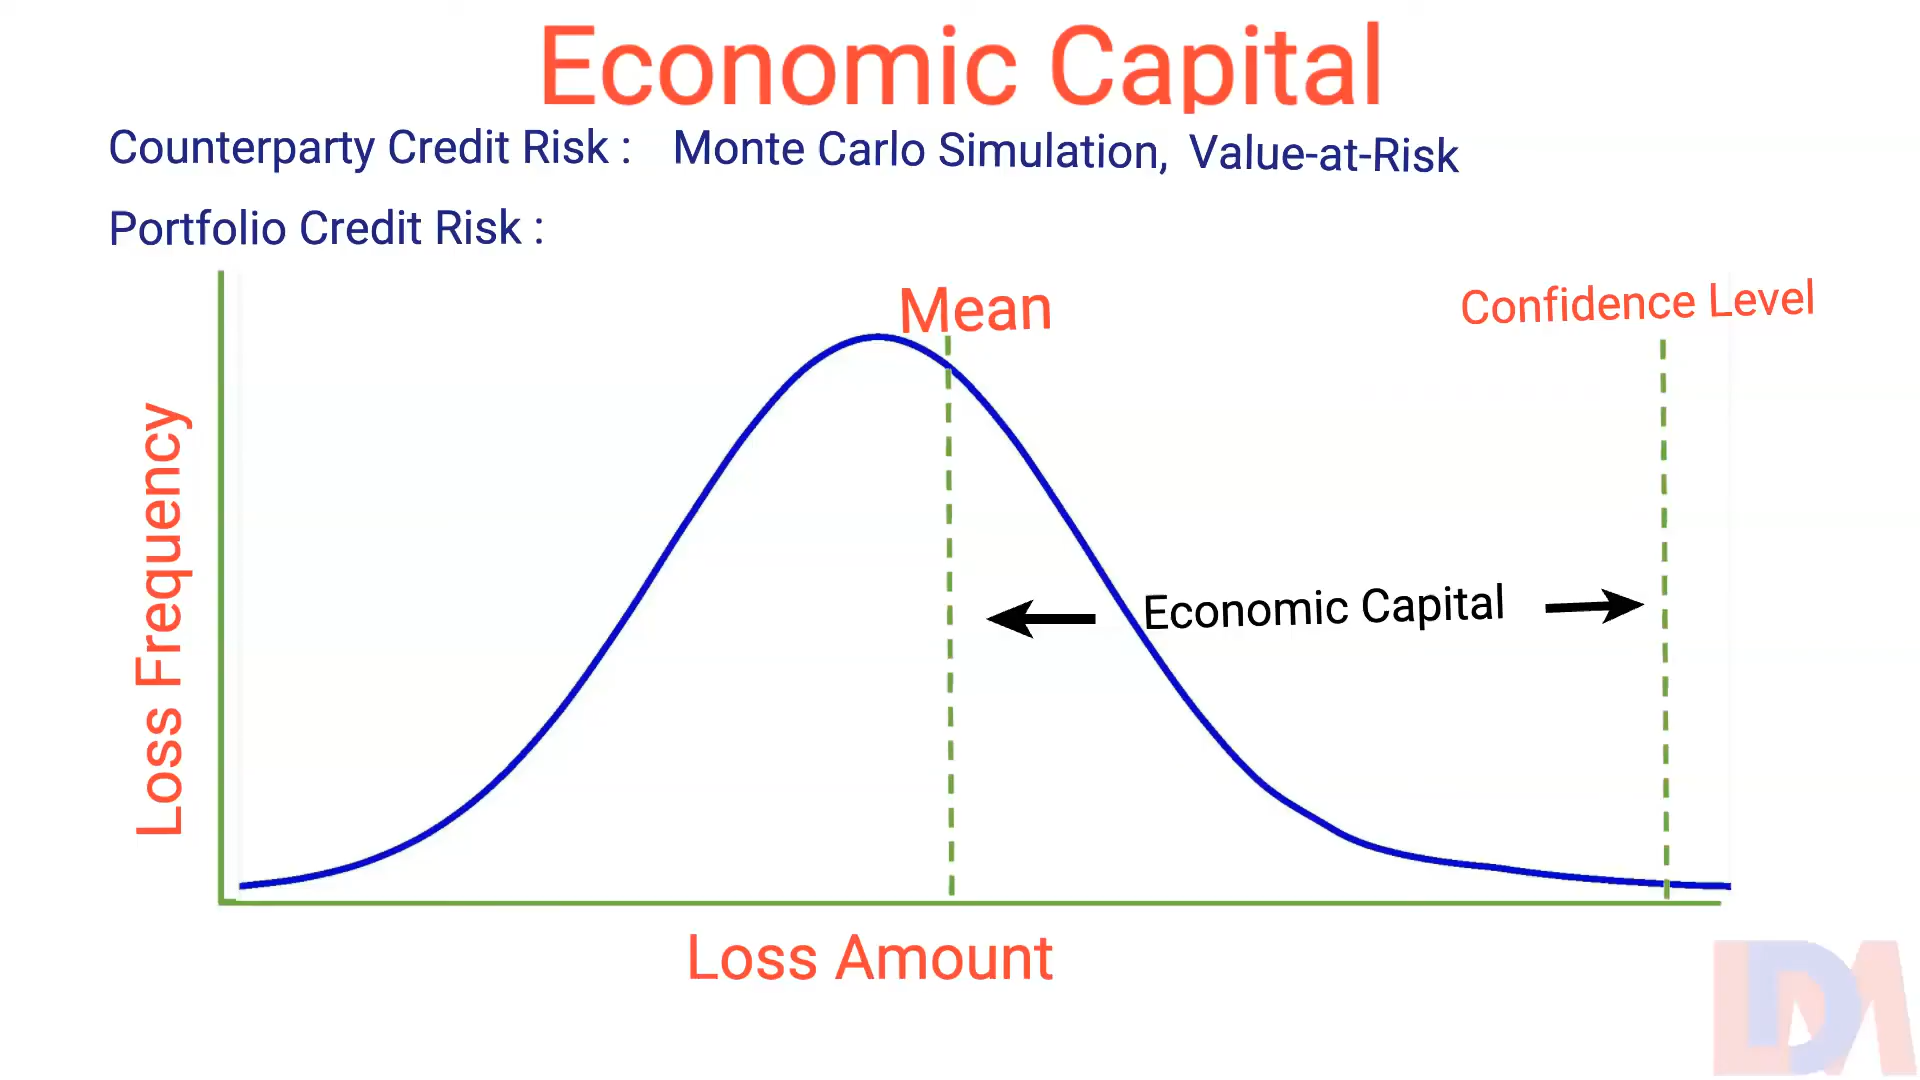 Economic Capital
Counterparty Credit Risk : Monte Carlo Simulation, Value-at-Risk
Portfolio Credit Risk :
Mean
Confidence Level
Loss Frequency
Economic Capital
Loss Amount
LDM